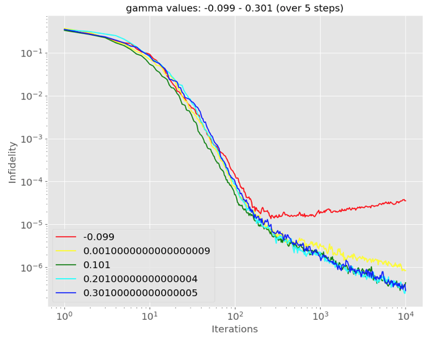 gamma values: -0.099 - 0.301 (over 5 steps)
10⁻¹
10⁻²
10⁻³
10⁻⁴
10⁻⁵
10⁻⁶
Infidelity
-0.099
0.0010000000000000009
0.101
0.20100000000000004
0.30100000000000005
10⁰ 10¹ 10² 10³ 10⁴
Iterations